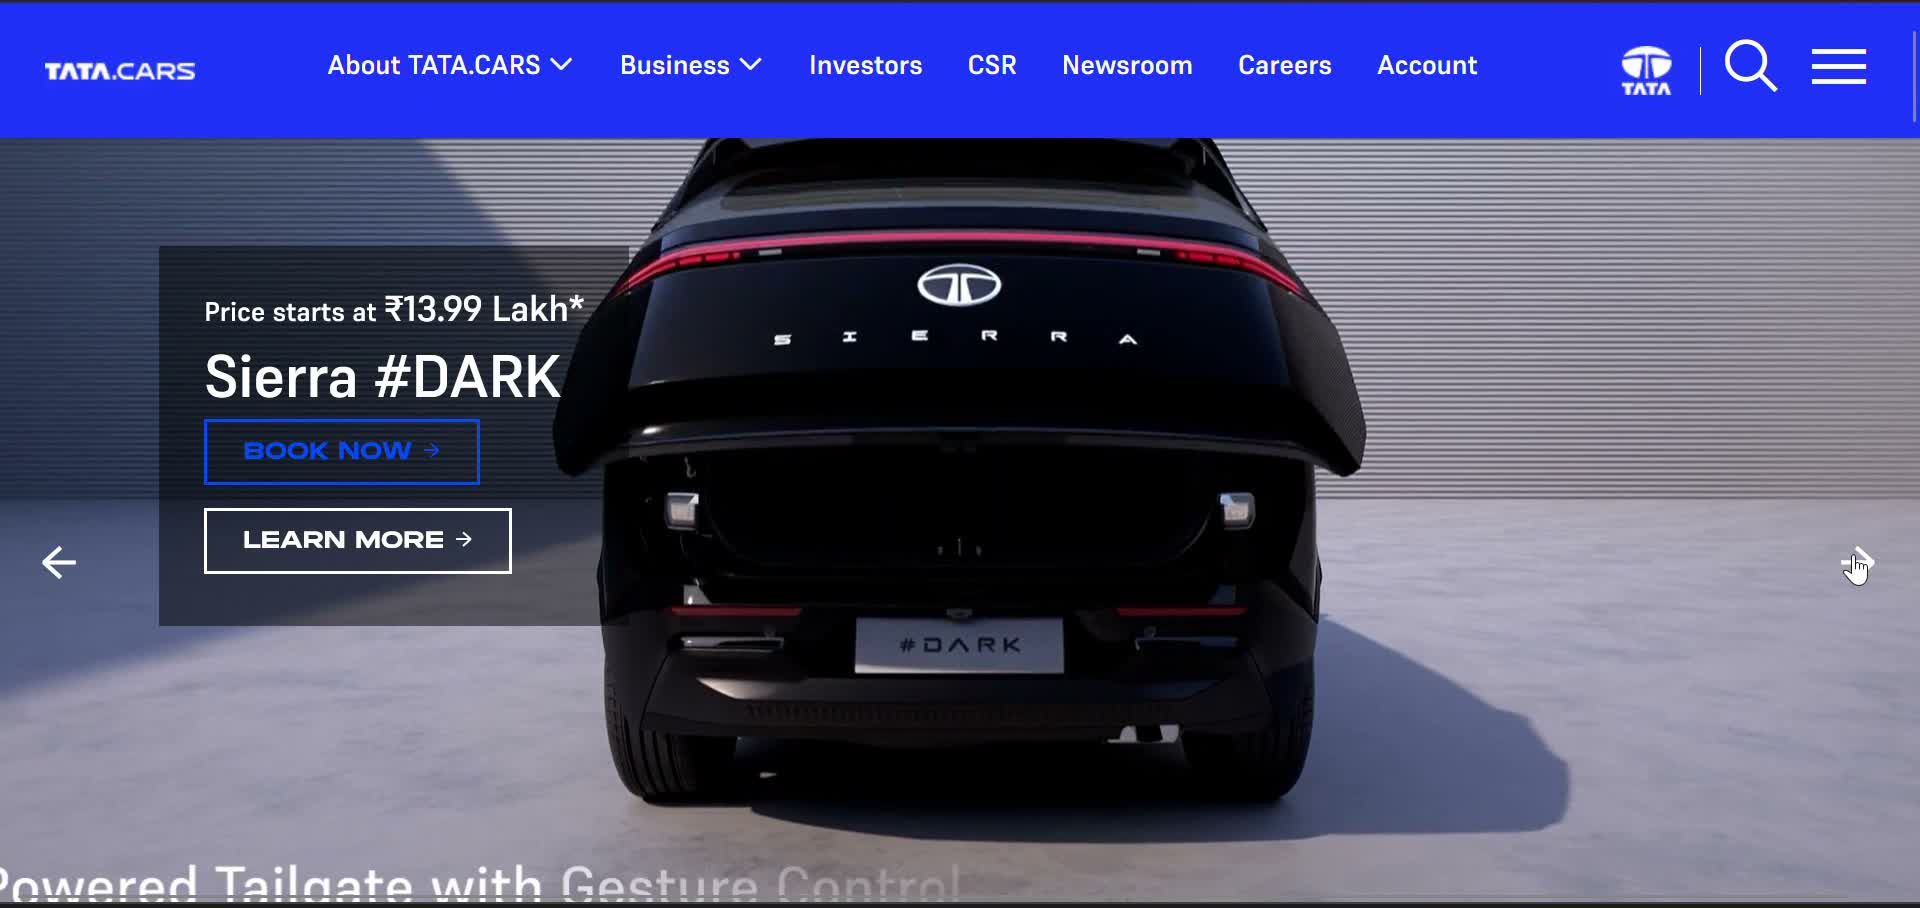 TATA.CARS
About TATA.CARS
Business
Investors
CSR
Newsroom
Careers
Account
TATA
Price starts at ₹13.99 Lakh*
Sierra #DARK
BOOK NOW →
LEARN MORE →
SIERRA
#DARK
Powered Tailgate with Gesture Control